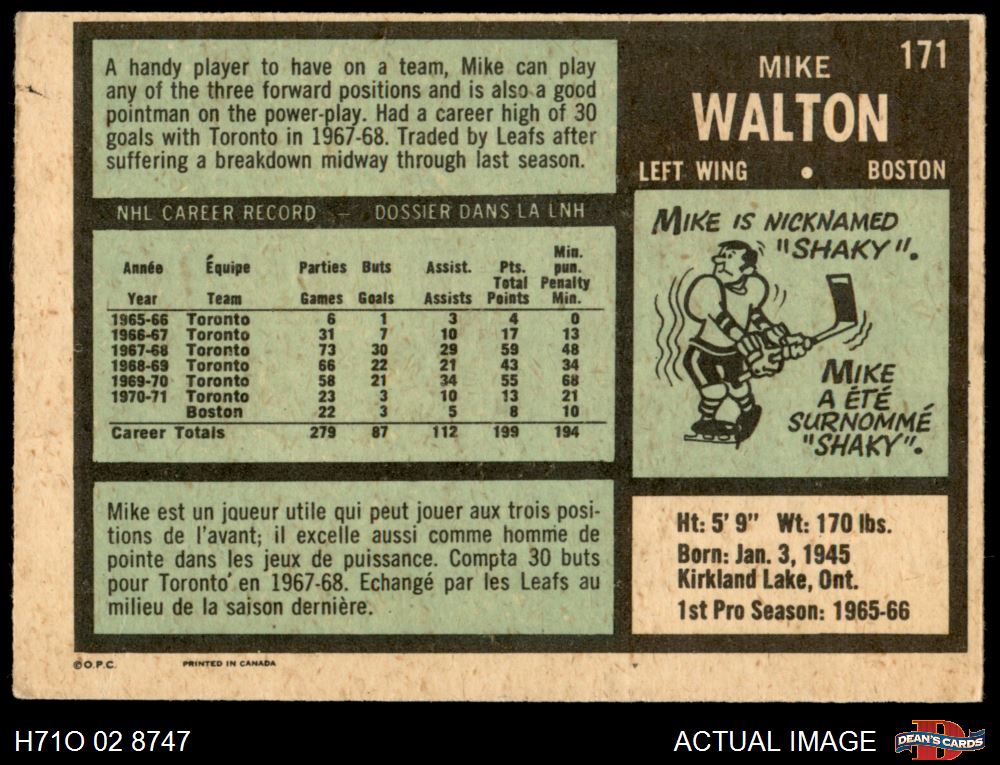 A handy player to have on a team, Mike can play
any of the three forward positions and is also a good
pointman on the power-play. Had a career high of 30
goals with Toronto in 1967-68. Traded by Leafs after
suffering a breakdown midway through last season.
171
MIKE
WALTON
LEFT WING • BOSTON
NHL CAREER RECORD – DOSSIER DANS LA LNH
Année Équipe Parties Buts Assist. Pts. Min. pun.
Total Penalty
Year Team Games Goals Assists Points Min.
1965-66 Toronto 6 1 3 4 0
1966-67 Toronto 31 7 10 17 13
1967-68 Toronto 73 30 29 59 48
1968-69 Toronto 66 22 21 43 34
1969-70 Toronto 58 21 34 55 68
1970-71 Toronto 23 3 10 13 21
Boston 22 3 5 8 10
Career Totals 279 87 112 199 194
MIKE IS NICKNAMED
"SHAKY".
MIKE
A ÉTÉ
SURNOMMÉ
"SHAKY".
Mike est un joueur utile qui peut jouer aux trois posi-
tions de l'avant; il excelle aussi comme homme de
pointe dans les jeux de puissance. Compta 30 buts
pour Toronto en 1967-68. Echangé par les Leafs au
milieu de la saison dernière.
Ht: 5' 9" Wt: 170 lbs.
Born: Jan. 3, 1945
Kirkland Lake, Ont.
1st Pro Season: 1965-66
© O.P.C. PRINTED IN CANADA
H71O 02 8747
ACTUAL IMAGE
DEAN'S CARDS